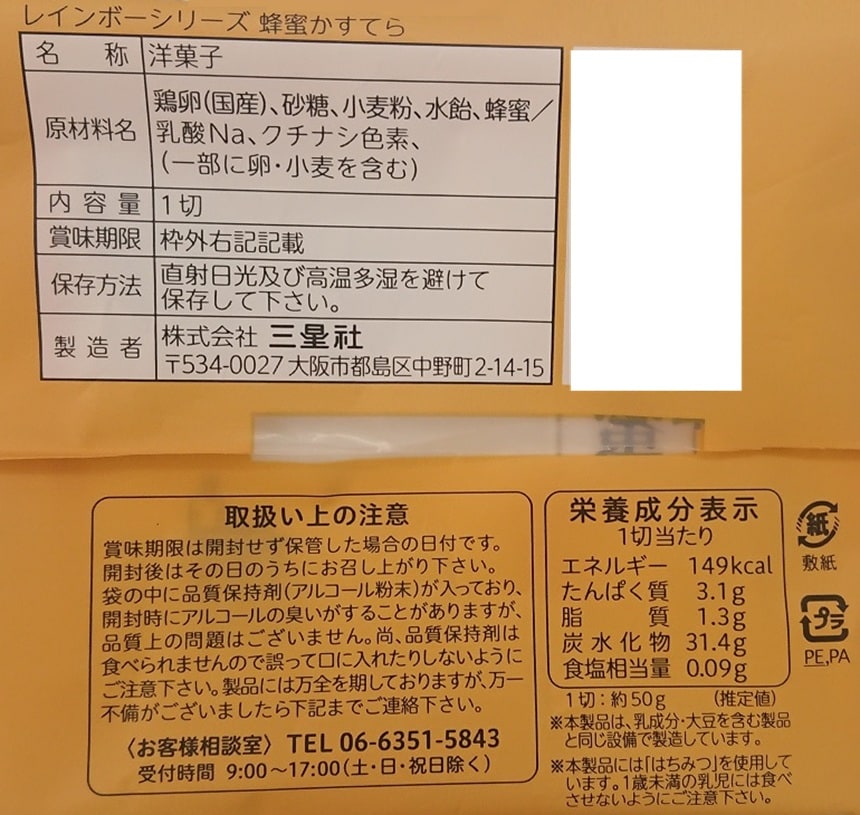 レインボーシリーズ 蜂蜜かすてら
名 称 洋菓子
原材料名 鶏卵(国産)、砂糖、小麦粉、水飴、蜂蜜／
乳酸Na、クチナシ色素、
(一部に卵・小麦を含む)
内容量 1切
賞味期限 枠外右記記載
保存方法 直射日光及び高温多湿を避けて
保存して下さい。
製造者 株式会社 三星社
〒534-0027 大阪市都島区中野町2-14-15
取扱い上の注意
賞味期限は開封せず保管した場合の日付です。
開封後はその日のうちにお召し上がり下さい。
袋の中に品質保持剤(アルコール粉末)が入っており、
開封時にアルコールの臭いがすることがありますが、
品質上の問題はございません。尚、品質保持剤は
食べられませんので誤って口に入れたりしないように
ご注意下さい。製品には万全を期しておりますが、万一
不備がございましたら下記までご連絡下さい。
〈お客様相談室〉 TEL 06-6351-5843
受付時間 9:00～17:00(土・日・祝日除く)
栄養成分表示
1切当たり
エネルギー 149kcal
たんぱく質 3.1g
脂 質 1.3g
炭水化物 31.4g
食塩相当量 0.09g
1切:約50g (推定値)
※本製品は、乳成分・大豆を含む製品
と同じ設備で製造しています。
※本製品には「はちみつ」を使用して
います。1歳未満の乳児には食べ
させないようにご注意下さい。
紙
敷紙
プラ
PE,PA